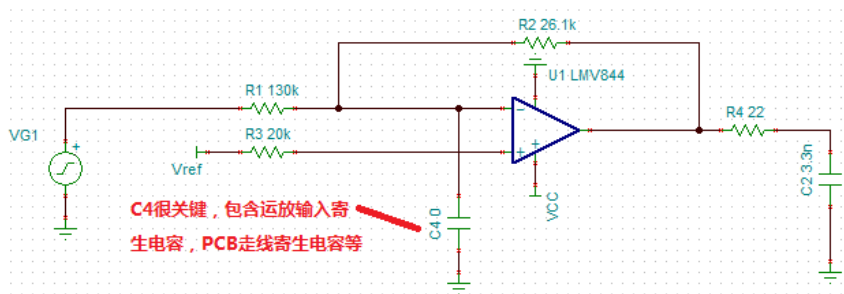 R2 26.1k
U1 LMV844
R1 130k
R4 22
VG1
+
−
R3 20k
Vref
+
+
VCC
C2 3.3n
C4 0
C4很关键，包含运放输入寄
生电容，PCB走线寄生电容等